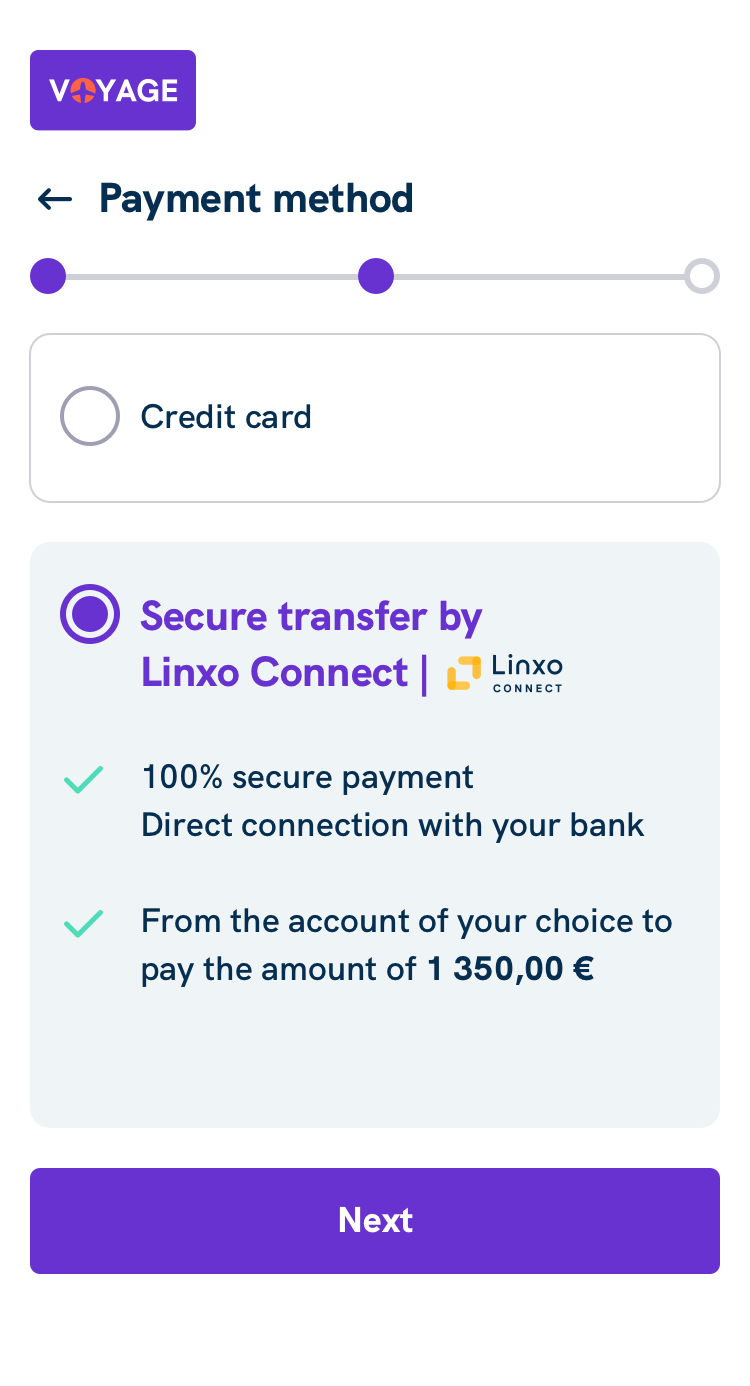 VOYAGE
Payment method
Credit card
Secure transfer by
Linxo Connect | Linxo
CONNECT
100% secure payment
Direct connection with your bank
From the account of your choice to
pay the amount of 1 350,00 €
Next